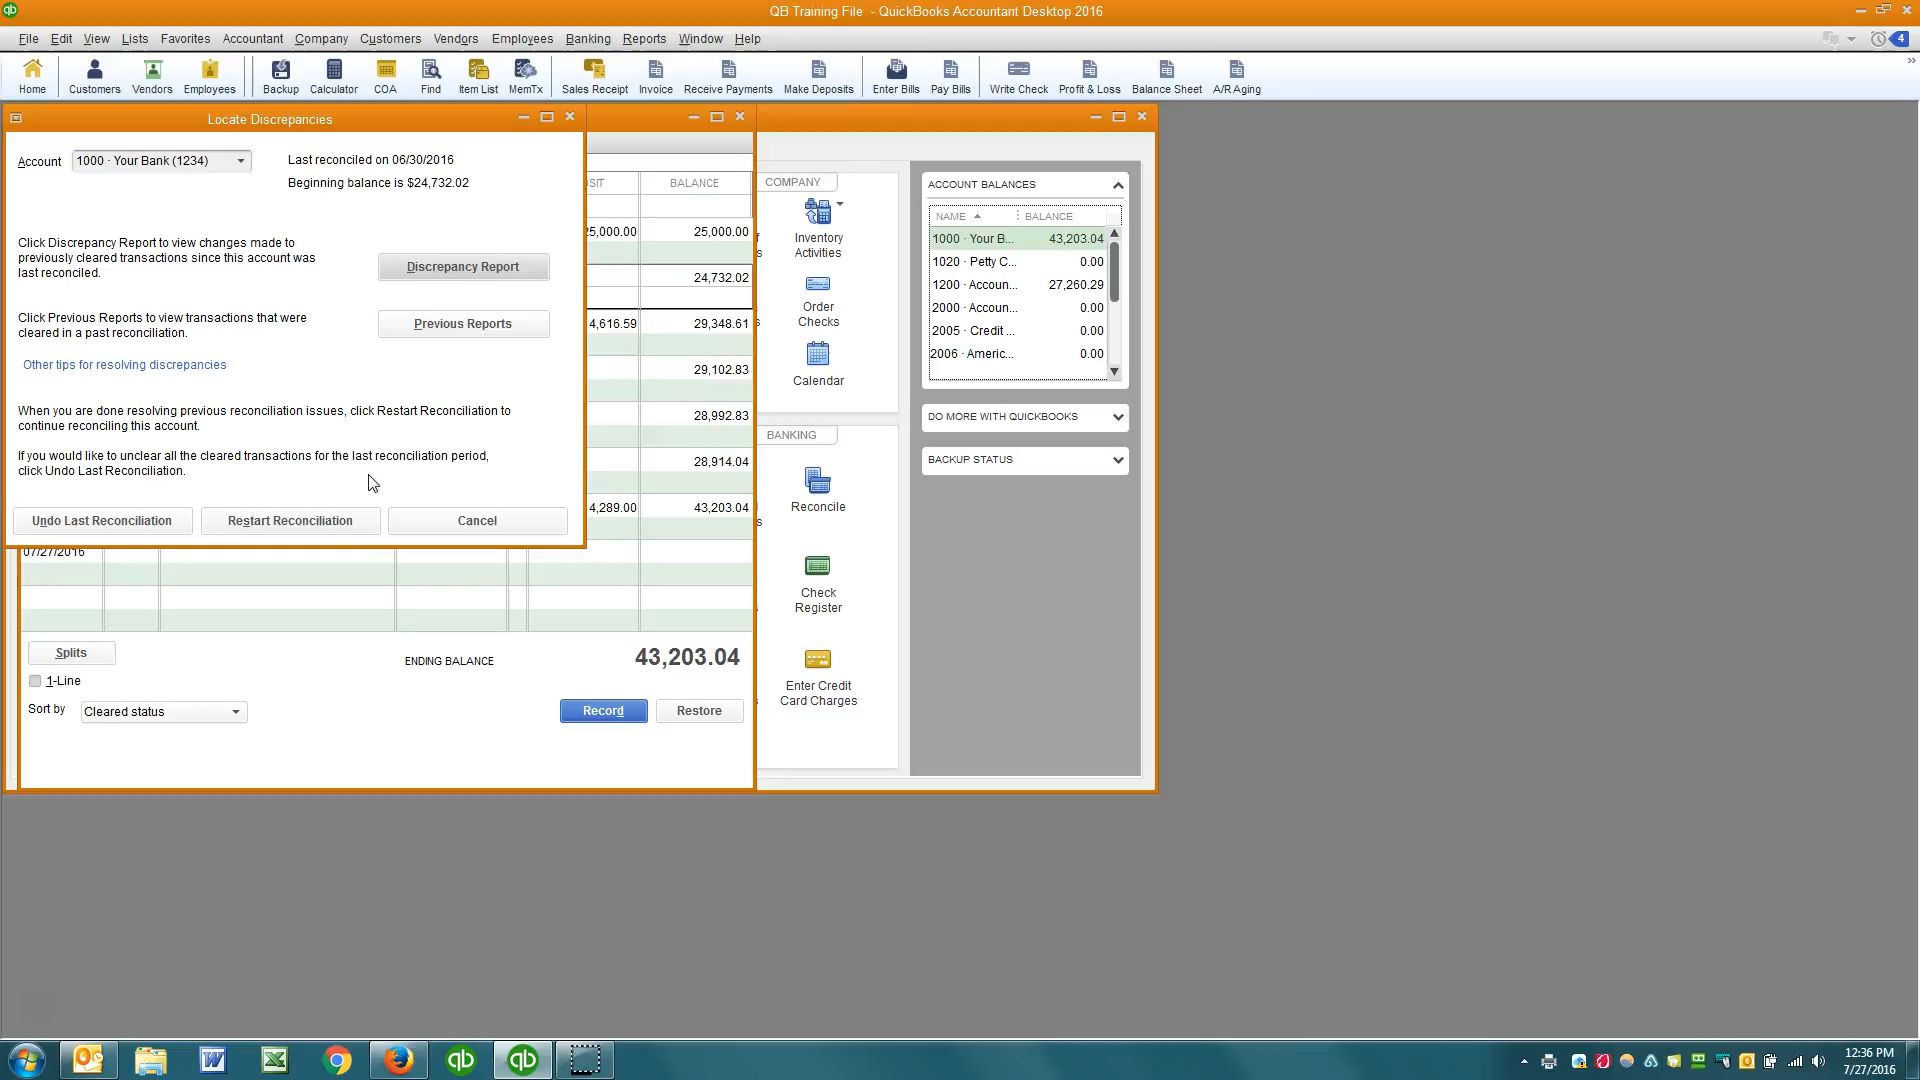 QB Training File - QuickBooks Accountant Desktop 2016
File Edit View Lists Favorites Accountant Company Customers Vendors Employees Banking Reports Window Help
4
Home Customers Vendors Employees Backup Calculator COA Find Item List MemTx Sales Receipt Invoice Receive Payments Make Deposits Enter Bills Pay Bills Write Check Profit & Loss Balance Sheet A/R Aging
Locate Discrepancies
Account 1000 · Your Bank (1234)
Last reconciled on 06/30/2016
Beginning balance is $24,732.02
Click Discrepancy Report to view changes made to
previously cleared transactions since this account was
last reconciled.
Discrepancy Report
Click Previous Reports to view transactions that were
cleared in a past reconciliation.
Previous Reports
Other tips for resolving discrepancies
When you are done resolving previous reconciliation issues, click Restart Reconciliation to
continue reconciling this account.
If you would like to unclear all the cleared transactions for the last reconciliation period,
click Undo Last Reconciliation.
Undo Last Reconciliation Restart Reconciliation Cancel
SIT BALANCE
25,000.00 25,000.00
24,732.02
4,616.59 29,348.61
29,102.83
28,992.83
28,914.04
4,289.00 43,203.04
07/27/2016
Splits
ENDING BALANCE 43,203.04
1-Line
Sort by Cleared status
Record Restore
COMPANY
Inventory
Activities
Order
Checks
Calendar
BANKING
Reconcile
Check
Register
Enter Credit
Card Charges
ACCOUNT BALANCES
NAME BALANCE
1000 · Your B... 43,203.04
1020 · Petty C... 0.00
1200 · Accoun... 27,260.29
2000 · Accoun... 0.00
2005 · Credit ... 0.00
2006 · Americ... 0.00
DO MORE WITH QUICKBOOKS
BACKUP STATUS
12:36 PM
7/27/2016